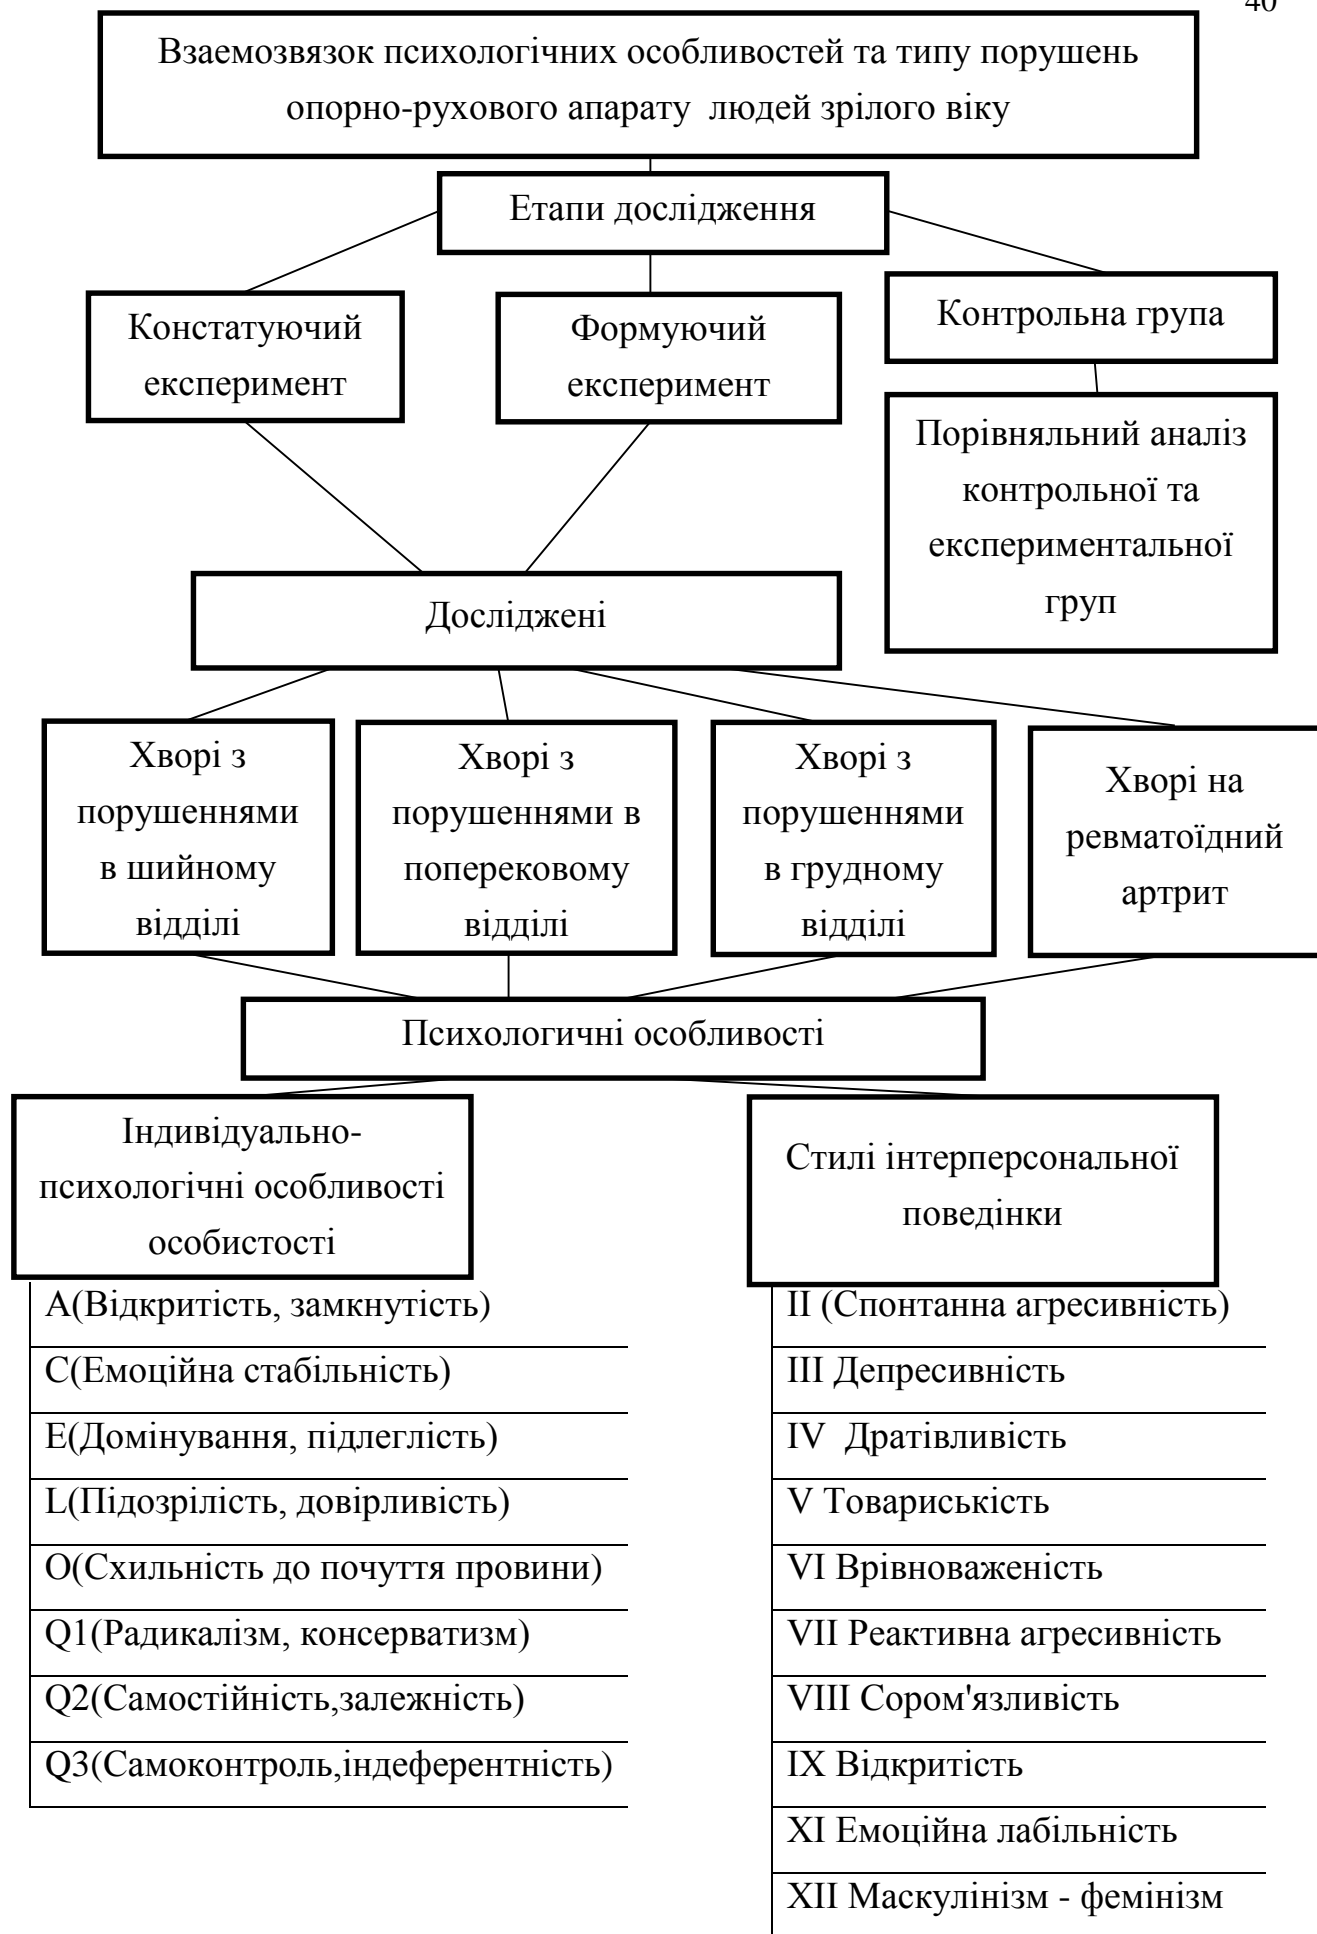 40
Взаемозвязок психологічних особливостей та типу порушень
опорно-рухового апарату людей зрілого віку
Етапи дослідження
Констатуючий
експеримент
Формуючий
експеримент
Контрольна група
Порівняльний аналіз
контрольної та
експериментальної
груп
Досліджені
Хворі з
порушеннями
в шийному
відділі
Хворі з
порушеннями в
поперековому
відділі
Хворі з
порушеннями
в грудному
відділі
Хворі на
ревматоїдний
артрит
Психологичні особливості
Індивідуально-
психологічні особливості
особистості
A(Відкритість, замкнутість)
C(Емоційна стабільність)
E(Домінування, підлеглість)
L(Підозрілість, довірливість)
O(Схильність до почуття провини)
Q1(Радикалізм, консерватизм)
Q2(Самостійність,залежність)
Q3(Самоконтроль,індеферентність)
Стилі інтерперсональної
поведінки
II (Спонтанна агресивність)
III Депресивність
IV Дратівливість
V Товариськість
VI Врівноваженість
VII Реактивна агресивність
VIII Сором'язливість
IX Відкритість
XI Емоційна лабільність
XII Маскулінізм - фемінізм